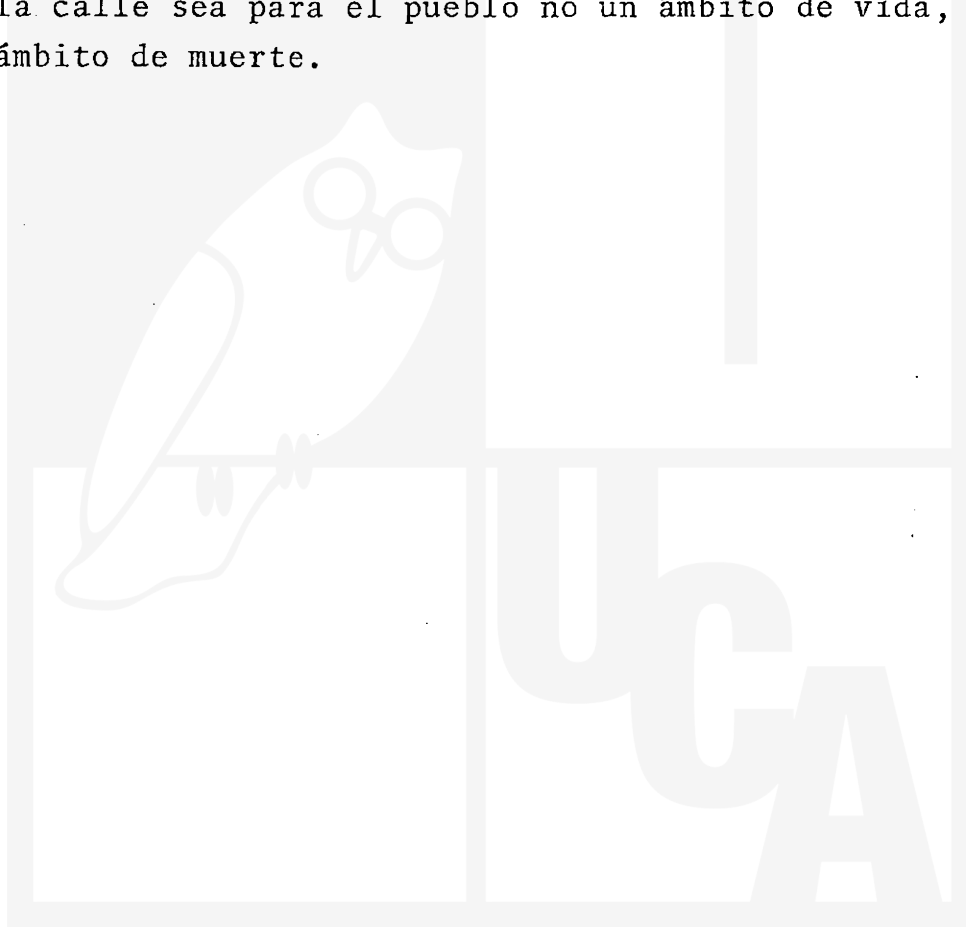 la calle sea para el pueblo no un ámbito de vida,
ámbito de muerte.
UCA